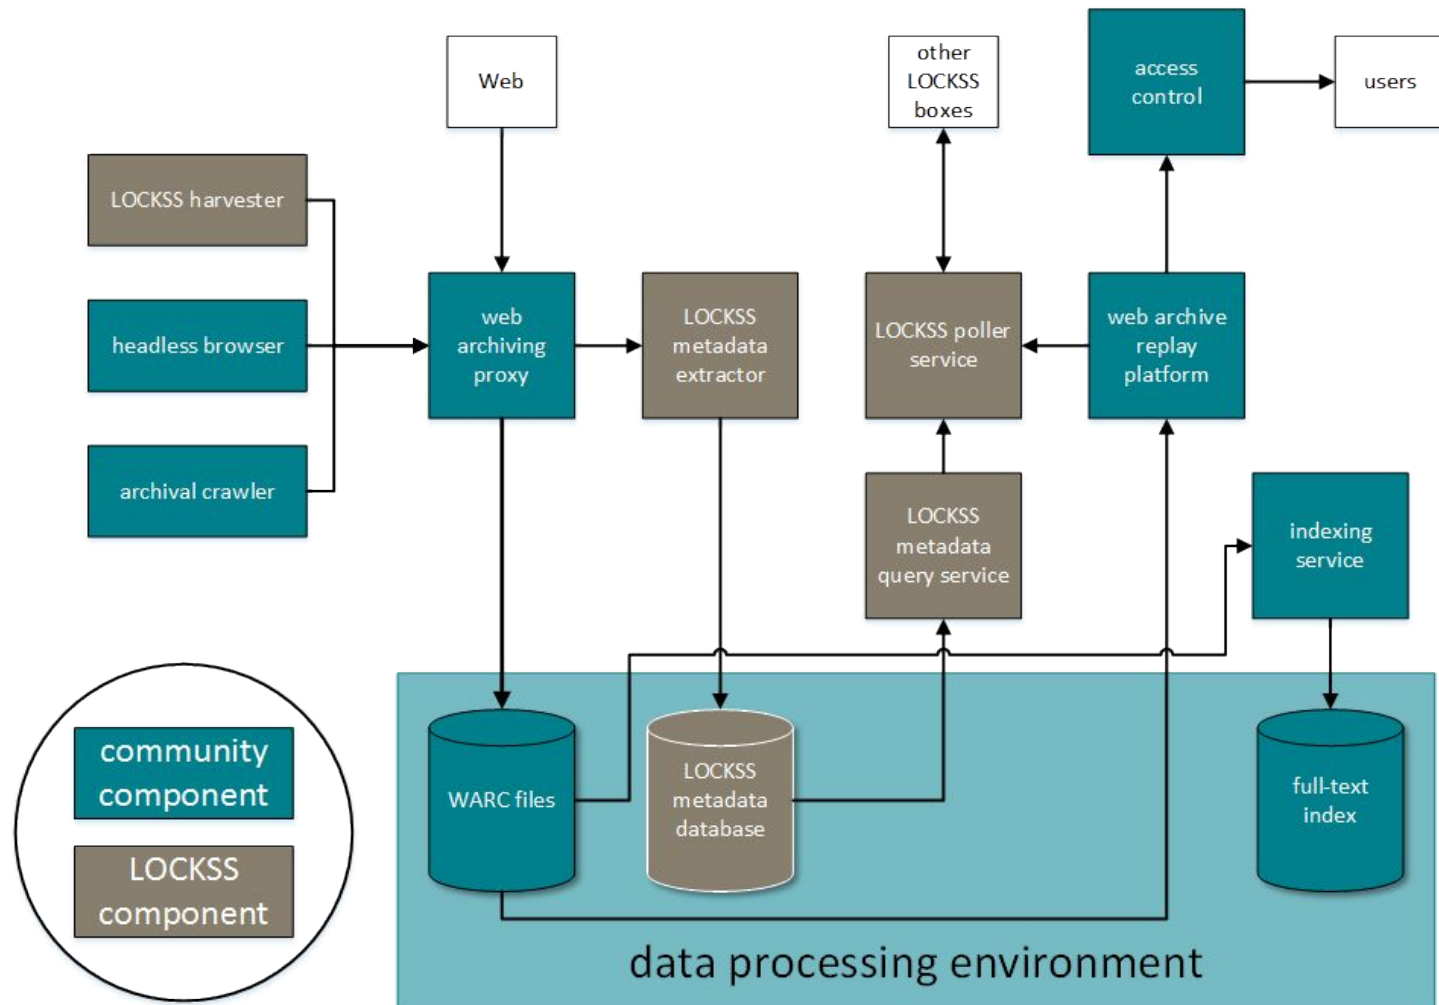 Web
other
LOCKSS
boxes
access
control
users
LOCKSS harvester
headless browser
archival crawler
web
archiving
proxy
LOCKSS
metadata
extractor
LOCKSS poller
service
web archive
replay
platform
LOCKSS
metadata
query service
indexing
service
community
component
LOCKSS
component
WARC files
LOCKSS
metadata
database
full-text
index
data processing environment